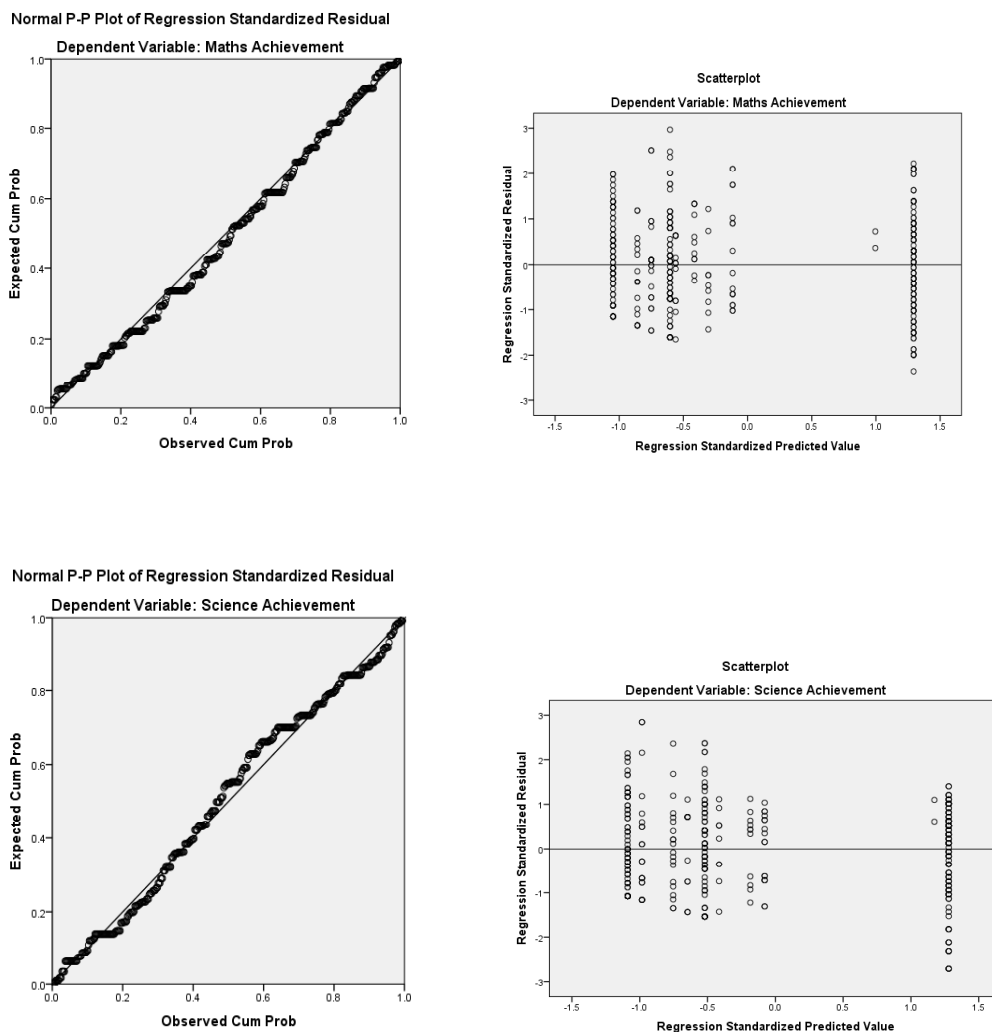 Normal P-P Plot of Regression Standardized Residual
Dependent Variable: Maths Achievement
1.0
0.8
0.6
0.4
0.2
0.0
Expected Cum Prob
0.0 0.2 0.4 0.6 0.8 1.0
Observed Cum Prob
Scatterplot
Dependent Variable: Maths Achievement
3
2
1
0
-1
-2
-3
Regression Standardized Residual
-1.5 -1.0 -0.5 0.0 0.5 1.0 1.5
Regression Standardized Predicted Value
Normal P-P Plot of Regression Standardized Residual
Dependent Variable: Science Achievement
1.0
0.8
0.6
0.4
0.2
0.0
Expected Cum Prob
0.0 0.2 0.4 0.6 0.8 1.0
Observed Cum Prob
Scatterplot
Dependent Variable: Science Achievement
3
2
1
0
-1
-2
-3
Regression Standardized Residual
-1.5 -1.0 -0.5 0.0 0.5 1.0 1.5
Regression Standardized Predicted Value